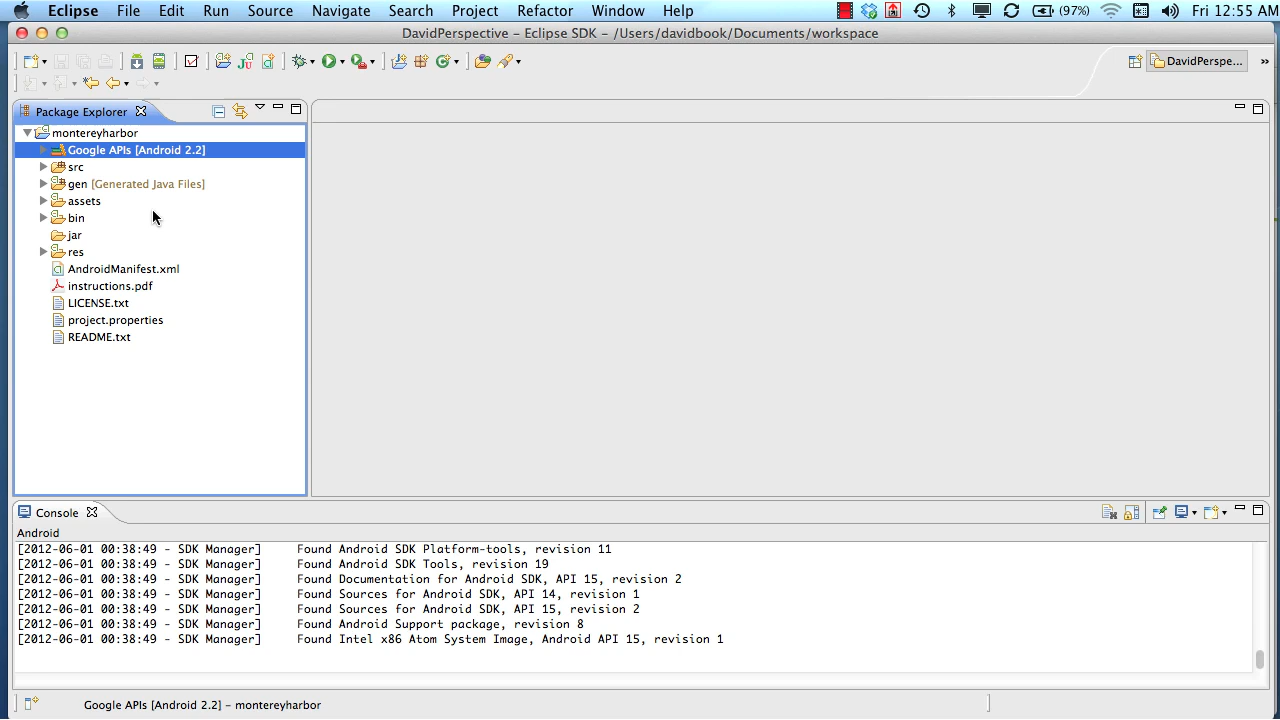 Eclipse File Edit Run Source Navigate Search Project Refactor Window Help (97%) Fri 12:55 AM
DavidPerspective – Eclipse SDK – /Users/davidbook/Documents/workspace
DavidPerspe... »
Package Explorer
montereyharbor
Google APIs [Android 2.2]
src
gen [Generated Java Files]
assets
bin
jar
res
AndroidManifest.xml
instructions.pdf
LICENSE.txt
project.properties
README.txt
Console
Android
[2012-06-01 00:38:49 - SDK Manager] Found Android SDK Platform-tools, revision 11
[2012-06-01 00:38:49 - SDK Manager] Found Android SDK Tools, revision 19
[2012-06-01 00:38:49 - SDK Manager] Found Documentation for Android SDK, API 15, revision 2
[2012-06-01 00:38:49 - SDK Manager] Found Sources for Android SDK, API 14, revision 1
[2012-06-01 00:38:49 - SDK Manager] Found Sources for Android SDK, API 15, revision 2
[2012-06-01 00:38:49 - SDK Manager] Found Android Support package, revision 8
[2012-06-01 00:38:49 - SDK Manager] Found Intel x86 Atom System Image, Android API 15, revision 1
Google APIs [Android 2.2] – montereyharbor